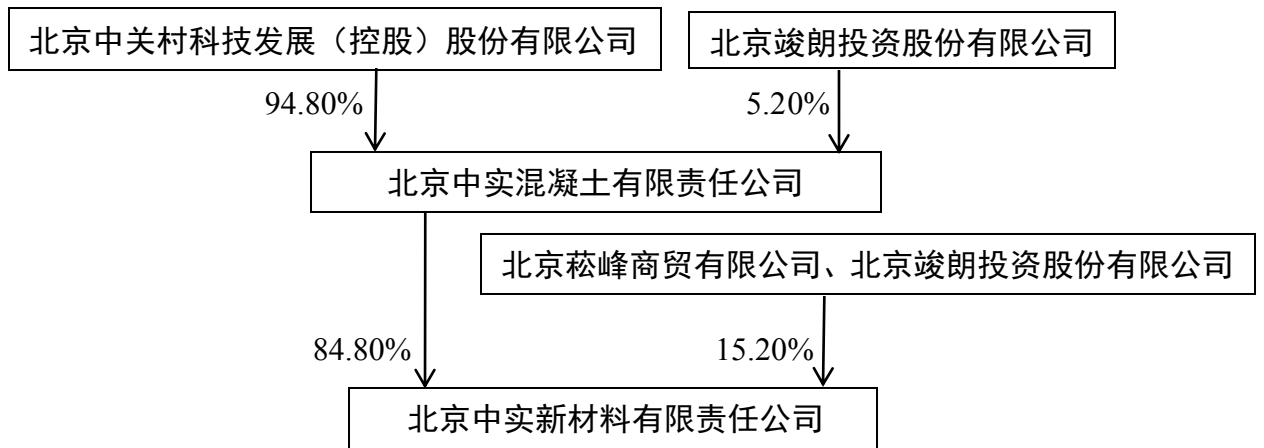 北京中关村科技发展（控股）股份有限公司
北京竣朗投资股份有限公司
94.80%
5.20%
北京中实混凝土有限责任公司
北京菘峰商贸有限公司、北京竣朗投资股份有限公司
84.80%
15.20%
北京中实新材料有限责任公司